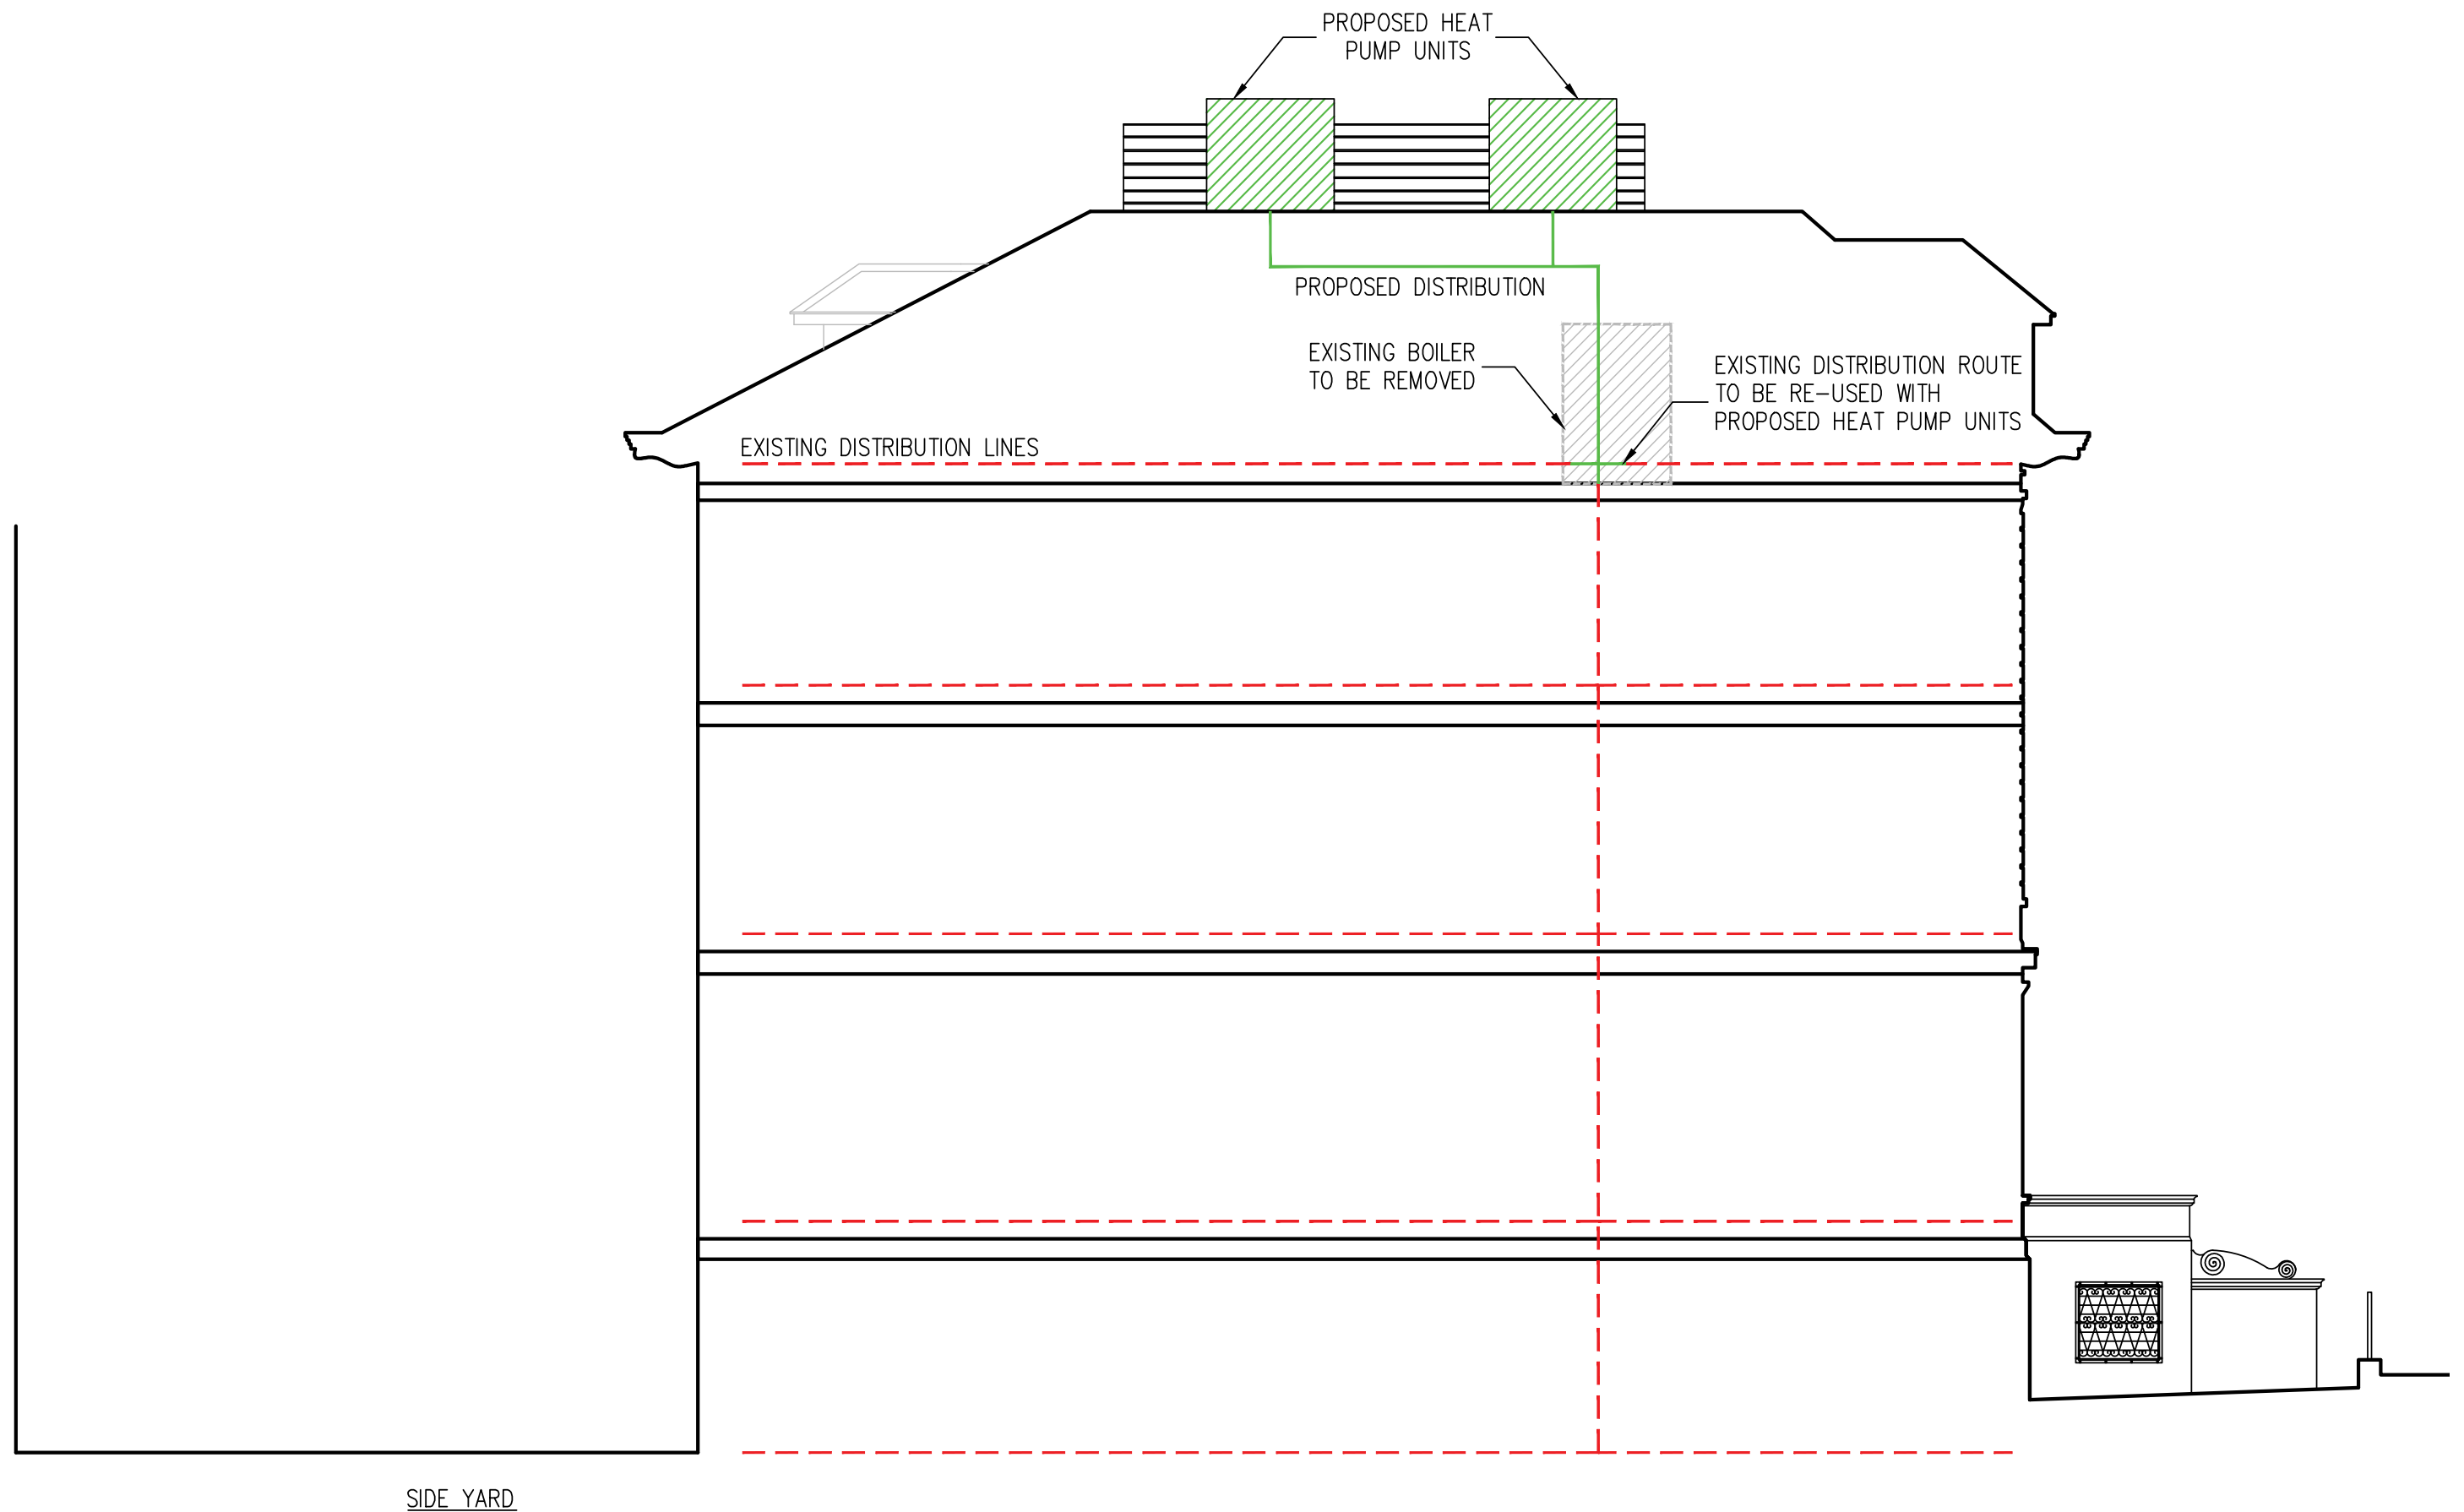 PROPOSED HEAT
PUMP UNITS
PROPOSED DISTRIBUTION
EXISTING BOILER
TO BE REMOVED
EXISTING DISTRIBUTION ROUTE
TO BE RE-USED WITH
PROPOSED HEAT PUMP UNITS
EXISTING DISTRIBUTION LINES
SIDE YARD